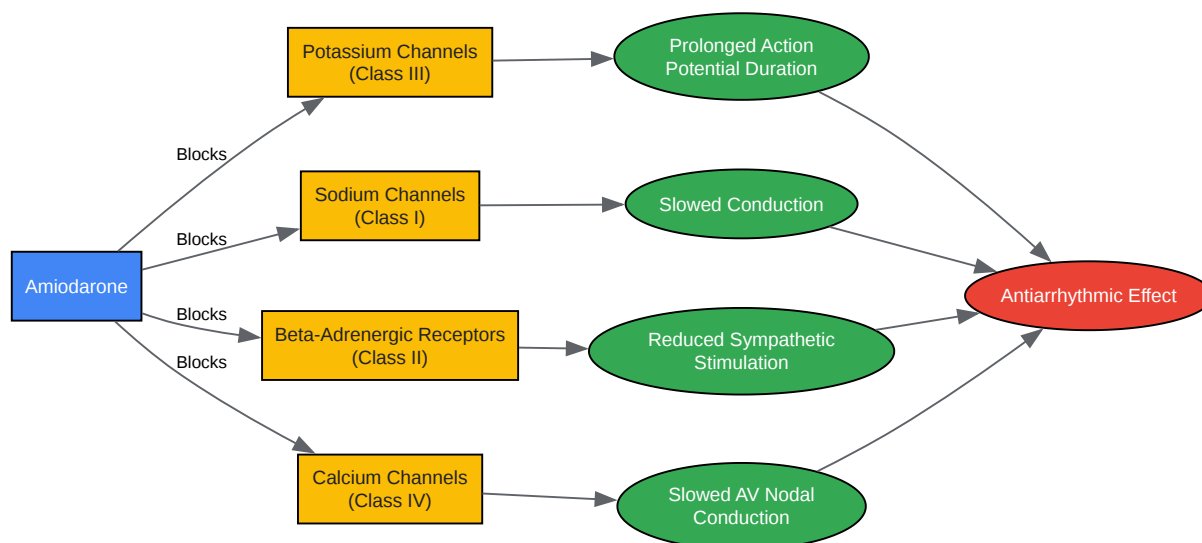 Potassium Channels
(Class III)
Prolonged Action
Potential Duration
Blocks
Sodium Channels
(Class I)
Slowed Conduction
Blocks
Amiodarone
Antiarrhythmic Effect
Blocks
Beta-Adrenergic Receptors
(Class II)
Reduced Sympathetic
Stimulation
Blocks
Calcium Channels
(Class IV)
Slowed AV Nodal
Conduction